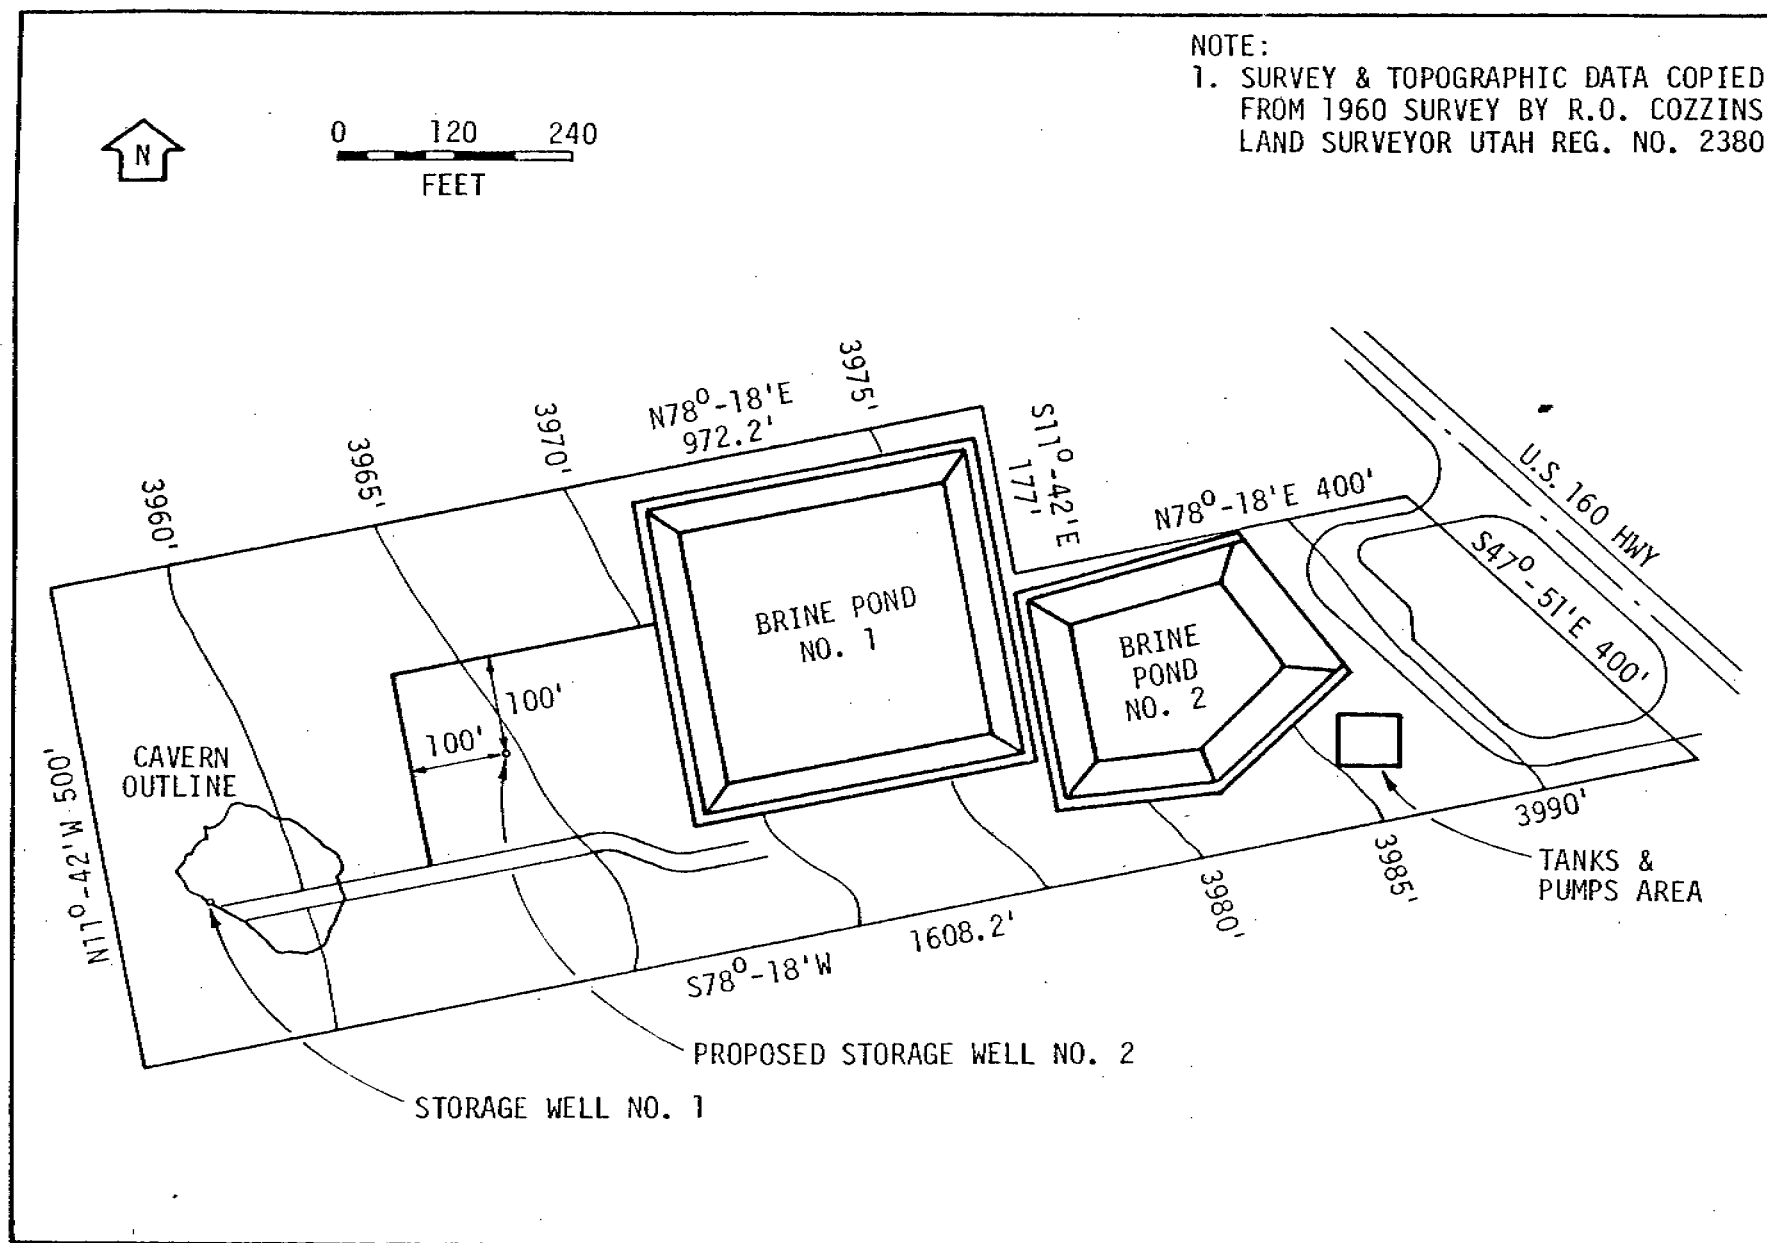 NOTE:
1. SURVEY & TOPOGRAPHIC DATA COPIED
FROM 1960 SURVEY BY R.O. COZZINS
LAND SURVEYOR UTAH REG. NO. 2380
N
0 120 240
FEET
3960'
3965'
3970'
N78°-18'E
972.2'
3975'
S11°-42'E
177'
N78°-18'E 400'
U.S. 160 HWY
S47°-51'E 400'
BRINE POND
NO. 1
BRINE
POND
NO. 2
100'
100'
CAVERN
OUTLINE
N11°-42'W 500'
S78°-18'W
1608.2'
3980'
3985'
3990'
TANKS &
PUMPS AREA
PROPOSED STORAGE WELL NO. 2
STORAGE WELL NO. 1